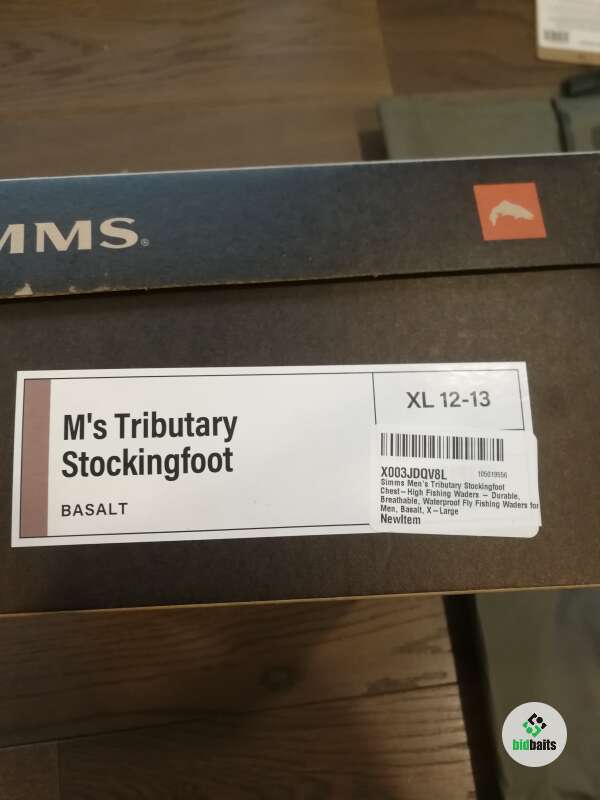 MMS®
M's Tributary
Stockingfoot
BASALT
XL 12-13
X003JDQV8L 105019556
Simms Men's Tributary Stockingfoot
Chest-High Fishing Waders - Durable,
Breathable, Waterproof Fly Fishing Waders for
Men, Basalt, X-Large
NewItem
bidbaits